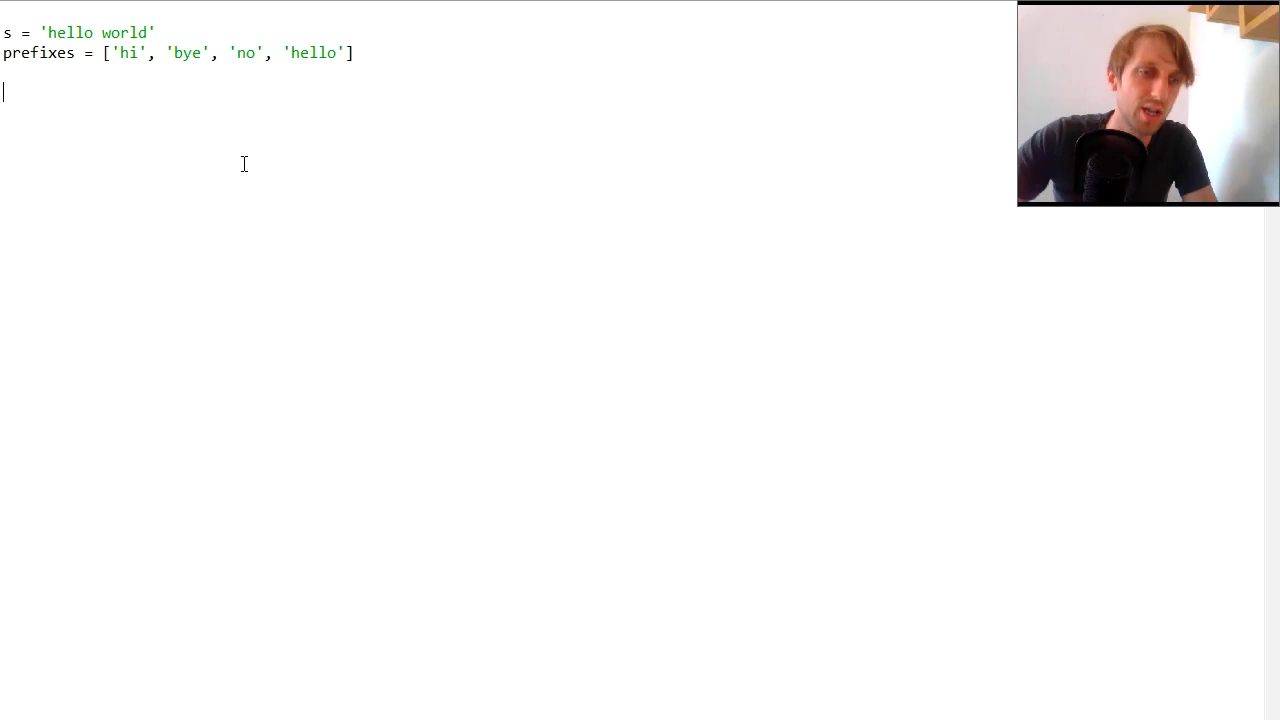 s = 'hello world'
prefixes = ['hi', 'bye', 'no', 'hello']